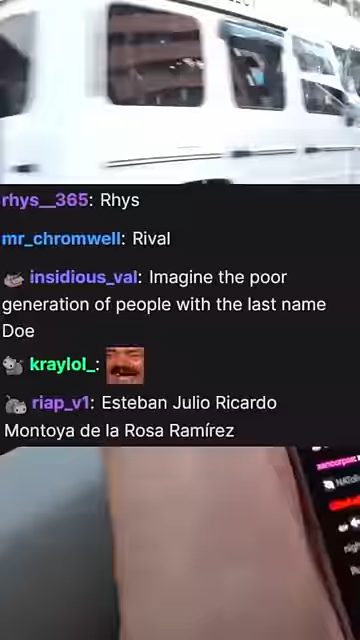 rhys__365: Rhys
mr_chromwell: Rival
insidious_val: Imagine the poor
generation of people with the last name
Doe
kraylol_:
riap_v1: Esteban Julio Ricardo
Montoya de la Rosa Ramírez